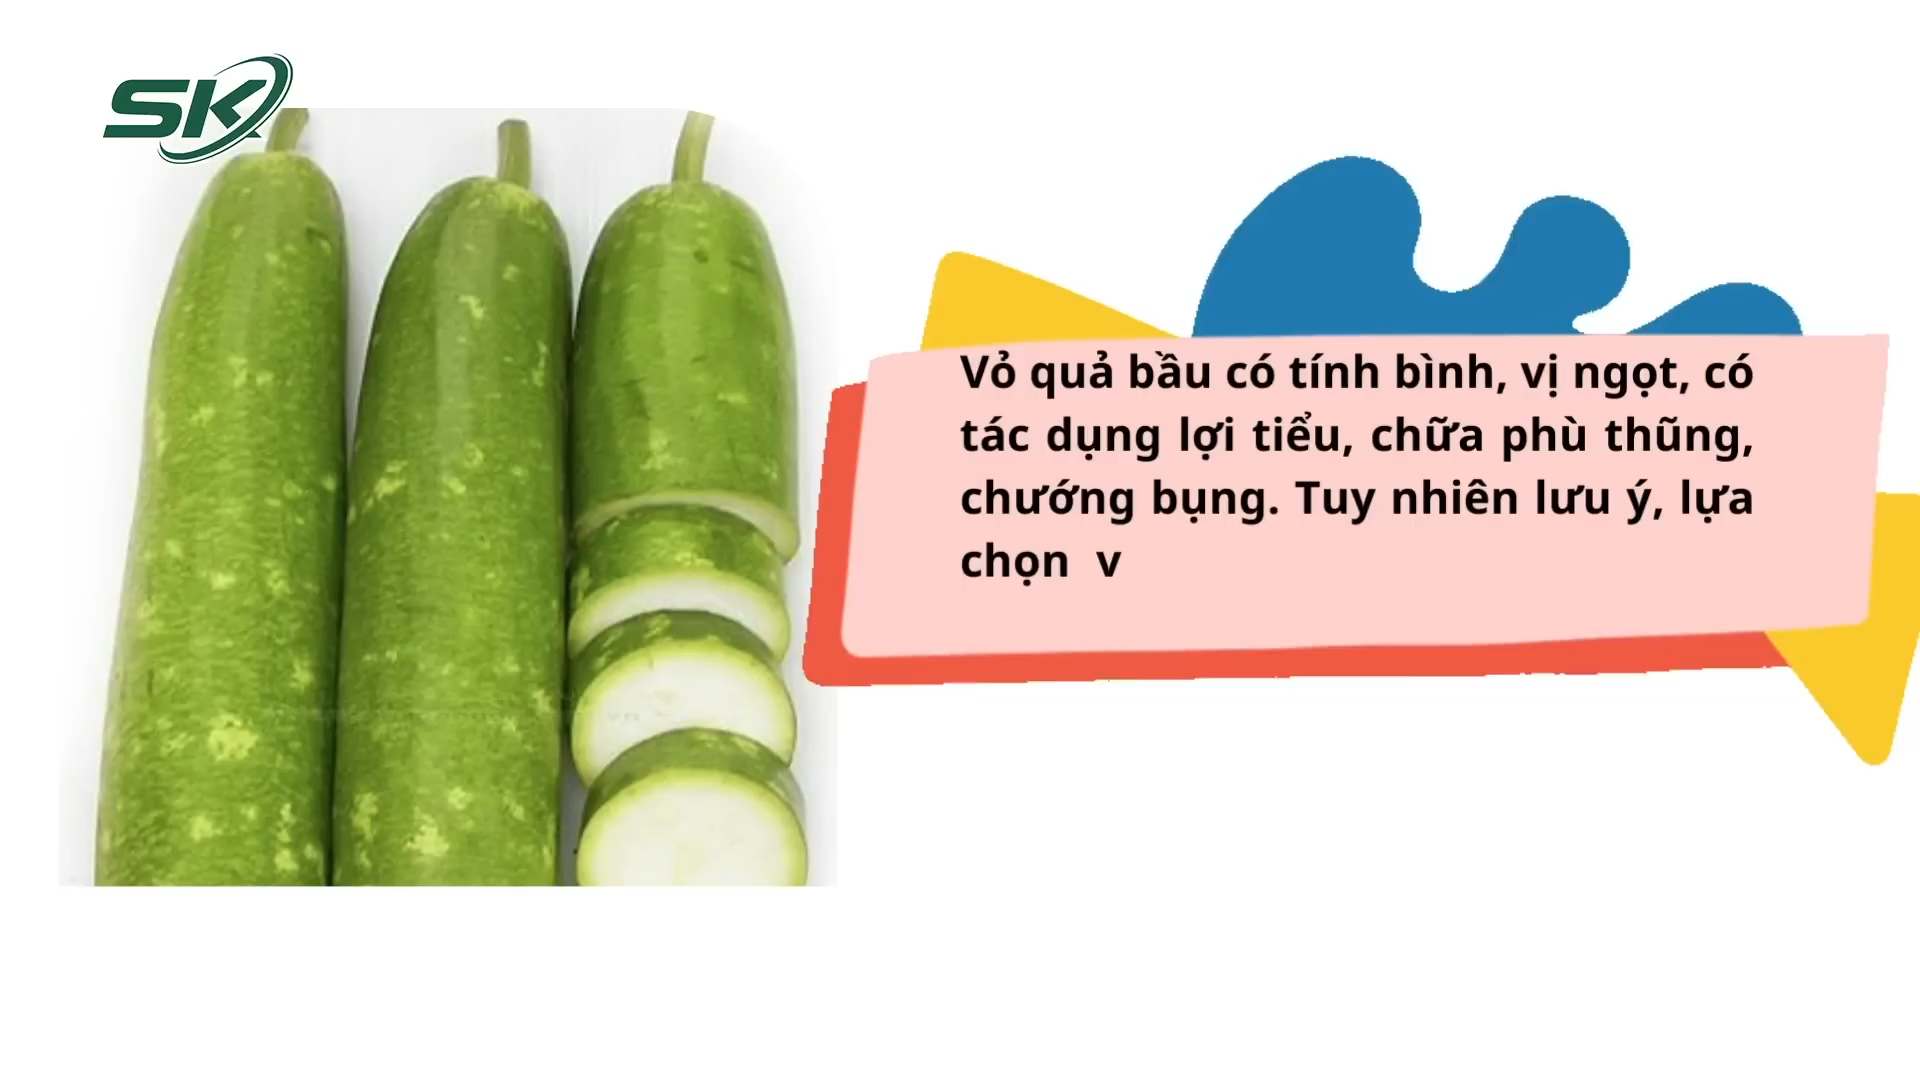 SK
Vỏ quả bầu có tính bình, vị ngọt, có
tác dụng lợi tiểu, chữa phù thũng,
chướng bụng. Tuy nhiên lưu ý, lựa
chọn v